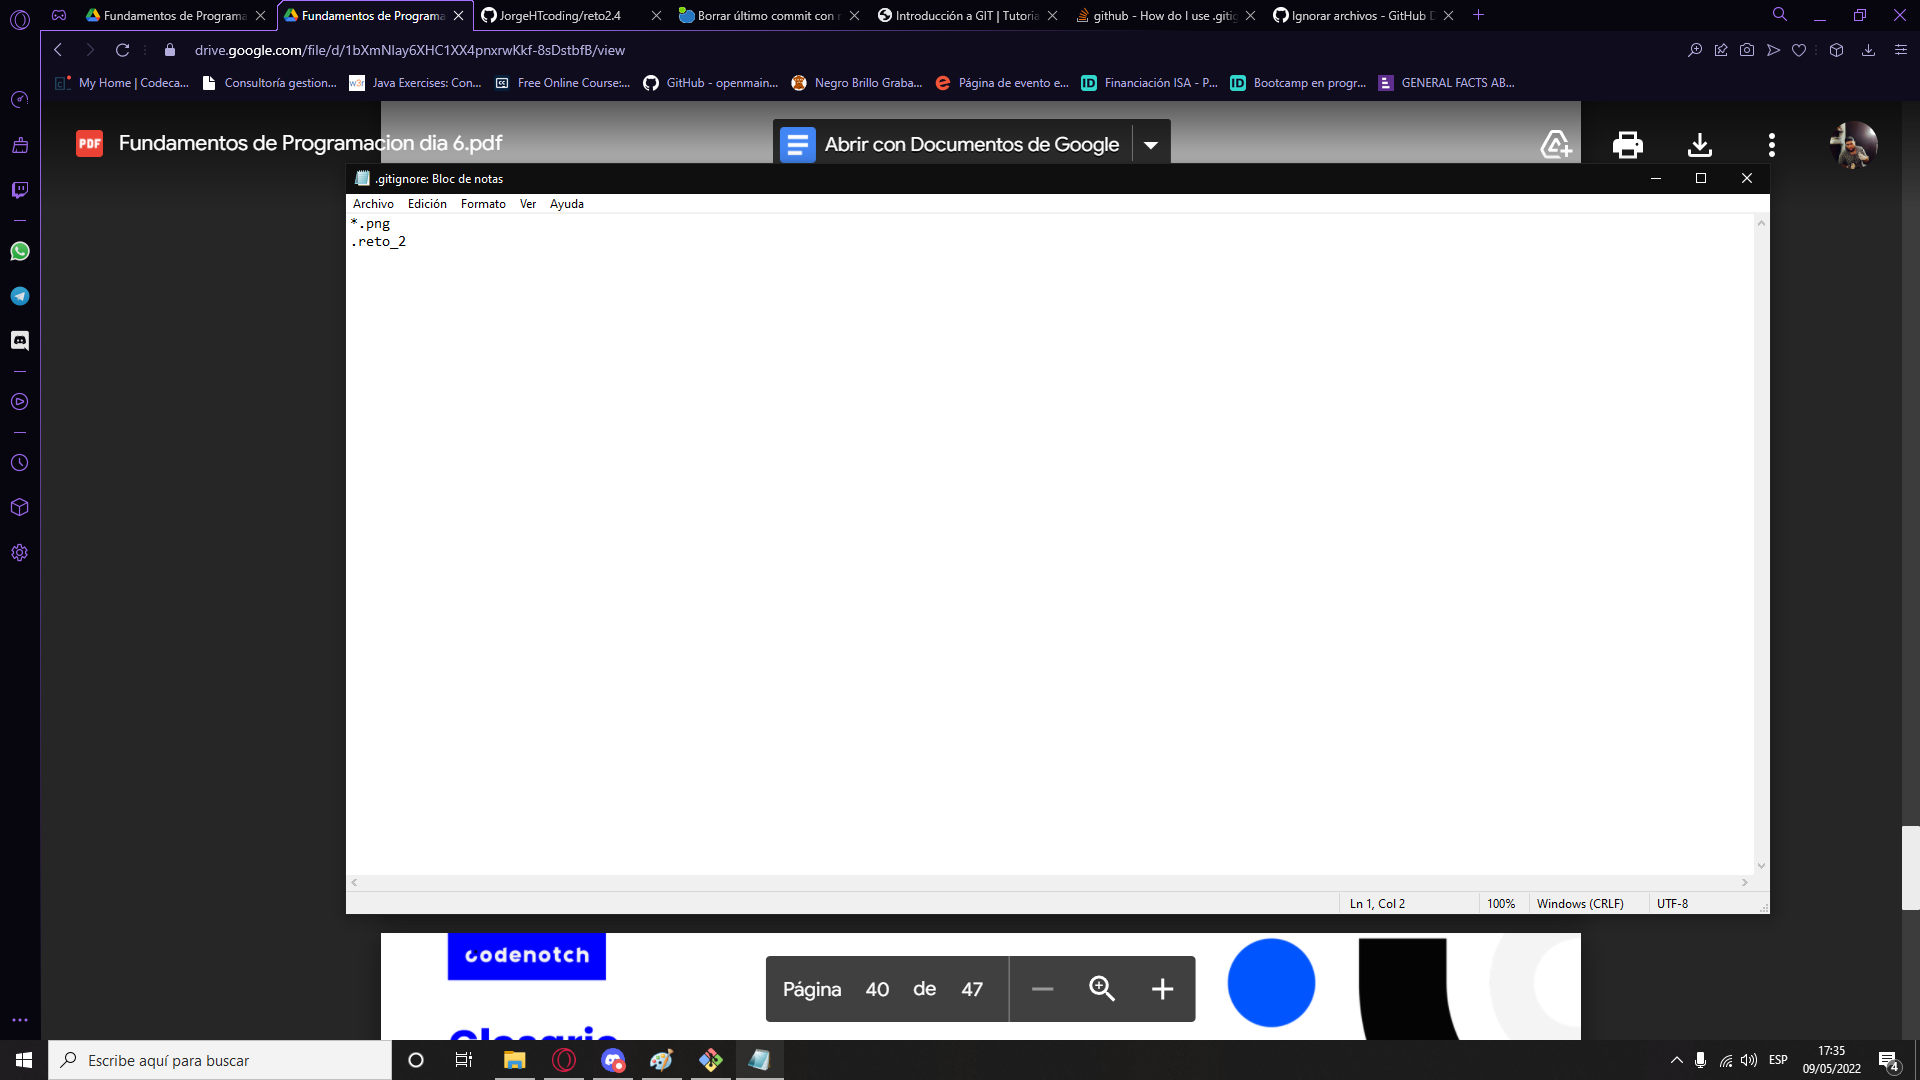 Fundamentos de Programa
Fundamentos de Programa
JorgeHTcoding/reto2.4
Borrar último commit con
Introducción a GIT | Tutoria
github - How do I use .gitig
Ignorar archivos - GitHub D
drive.google.com/file/d/1bXmNlay6XHC1XX4pnxrwKkf-8sDstbfB/view
My Home | Codeca...
Consultoría gestion...
w3r
Java Exercises: Con...
Free Online Course:...
GitHub - openmain...
Negro Brillo Graba...
Página de evento e...
ID
Financiación ISA - P...
ID
Bootcamp en progr...
GENERAL FACTS AB...
PDF
Fundamentos de Programacion dia 6.pdf
Abrir con Documentos de Google
.gitignore: Bloc de notas
Archivo Edición Formato Ver Ayuda
*.png
.reto_2
Ln 1, Col 2
100%
Windows (CRLF)
UTF-8
codenotch
Página 40 de 47
Glosario
Escribe aquí para buscar
ESP
17:35
09/05/2022
4